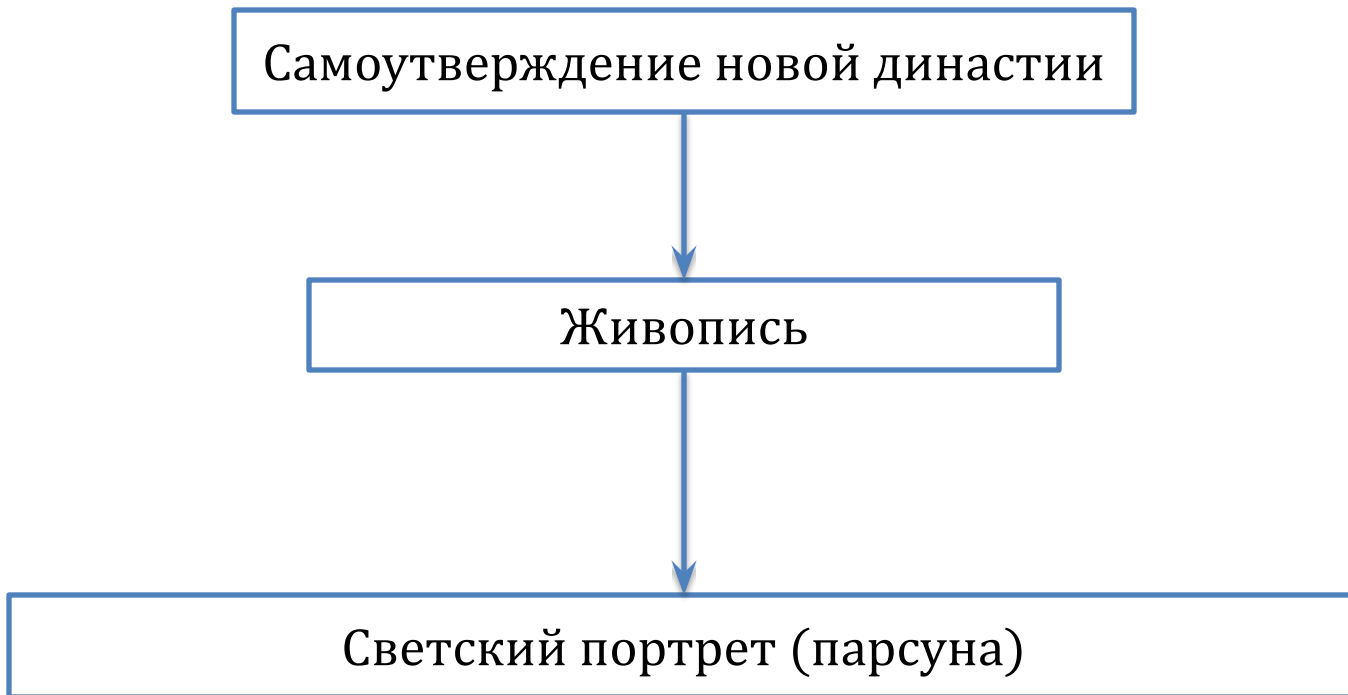 Самоутверждение новой династии
Живопись
Светский портрет (парсуна)